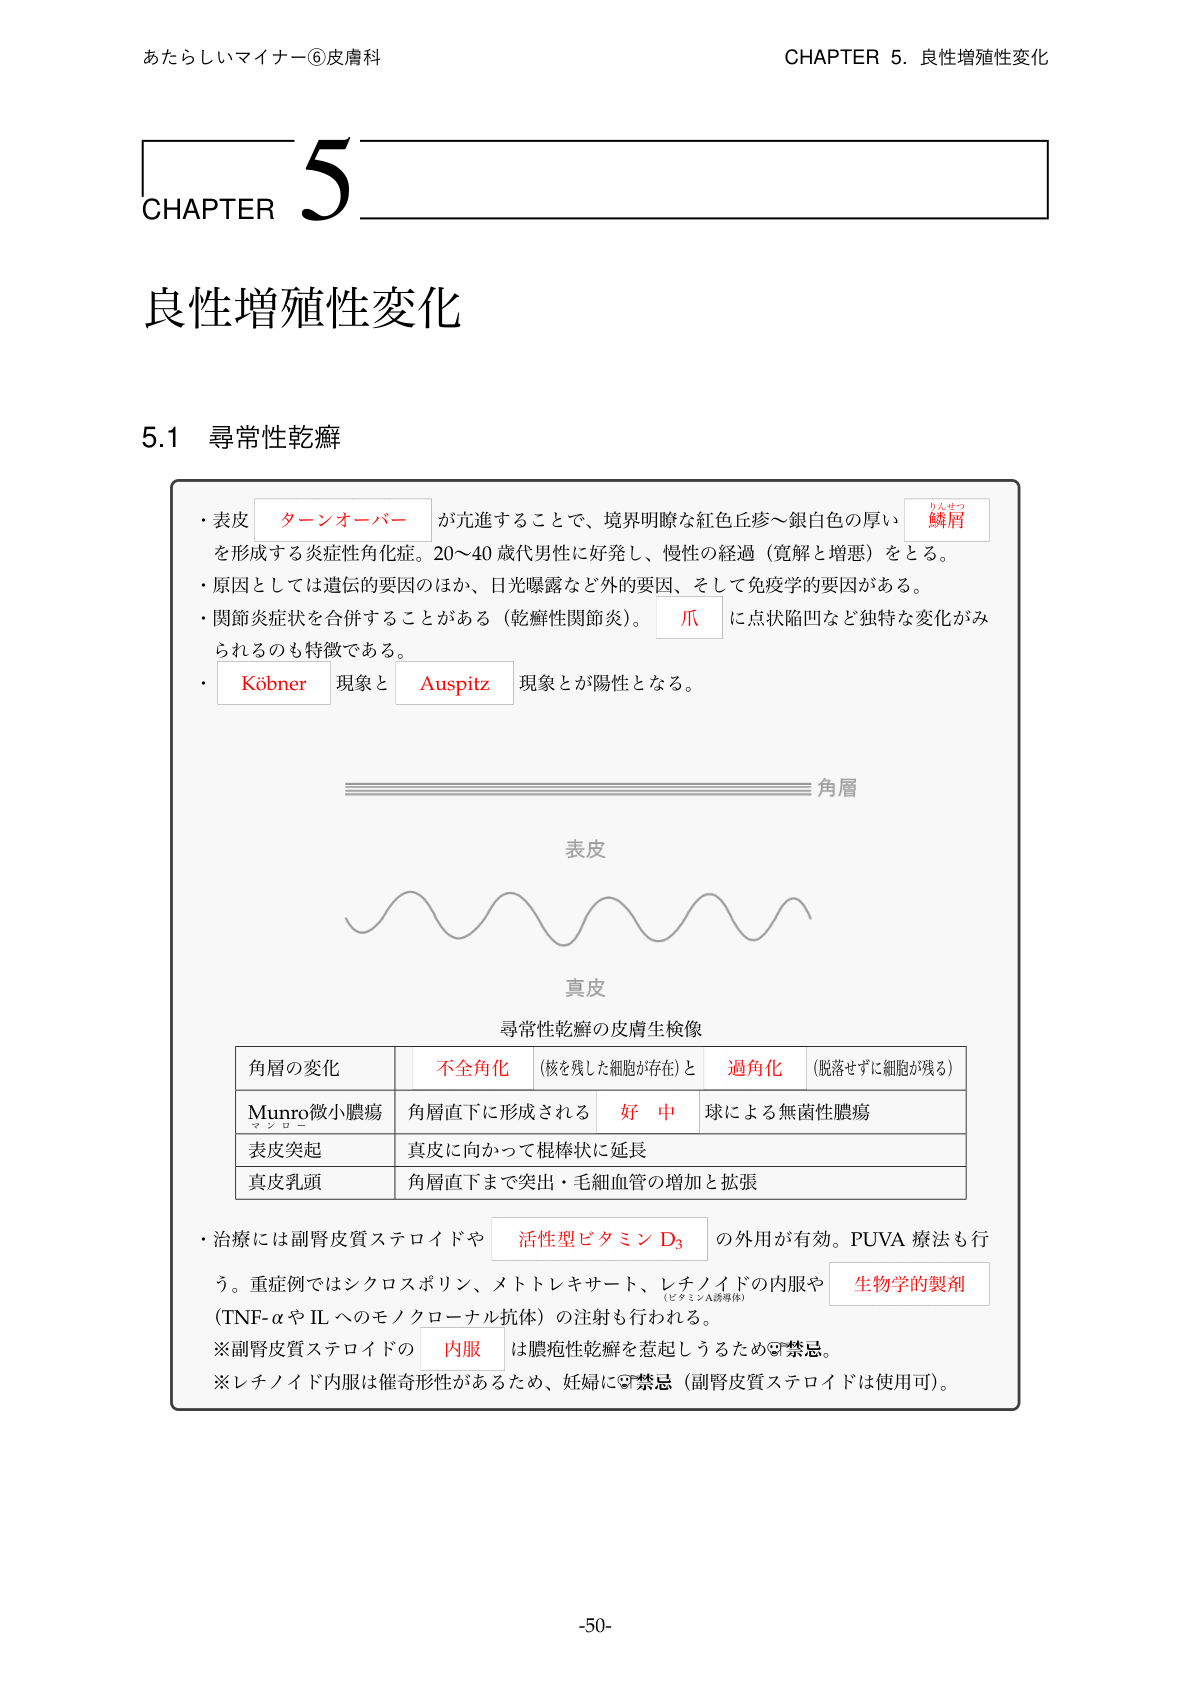 あたらしいマイナー⑥皮膚科 CHAPTER 5. 良性増殖性変化
CHAPTER 5
良性増殖性変化
5.1 尋常性乾癬
・表皮 ターンオーバー が亢進することで、境界明瞭な紅色丘疹〜銀白色の厚い 鱗屑
りんせつ
を形成する炎症性角化症。20〜40 歳代男性に好発し、慢性の経過（寛解と増悪）をとる。
・原因としては遺伝的要因のほか、日光曝露など外的要因、そして免疫学的要因がある。
・関節炎症状を合併することがある（乾癬性関節炎）。 爪 に点状陥凹など独特な変化がみ
られるのも特徴である。
・ Köbner 現象と Auspitz 現象とが陽性となる。
角層
表皮
真皮
尋常性乾癬の皮膚生検像
角層の変化 不全角化 （核を残した細胞が存在）と 過角化 （脱落せずに細胞が残る）
Munro微小膿瘍 角層直下に形成される 好 中 球による無菌性膿瘍
マンロー
表皮突起 真皮に向かって棍棒状に延長
真皮乳頭 角層直下まで突出・毛細血管の増加と拡張
・治療には副腎皮質ステロイドや 活性型ビタミン D₃ の外用が有効。PUVA 療法も行
う。重症例ではシクロスポリン、メトトレキサート、レチノイドの内服や 生物学的製剤
（ビタミンA誘導体）
（TNF-α や IL へのモノクローナル抗体）の注射も行われる。
※副腎皮質ステロイドの 内服 は膿疱性乾癬を惹起しうるため禁忌。
※レチノイド内服は催奇形性があるため、妊婦に禁忌（副腎皮質ステロイドは使用可）。
-50-